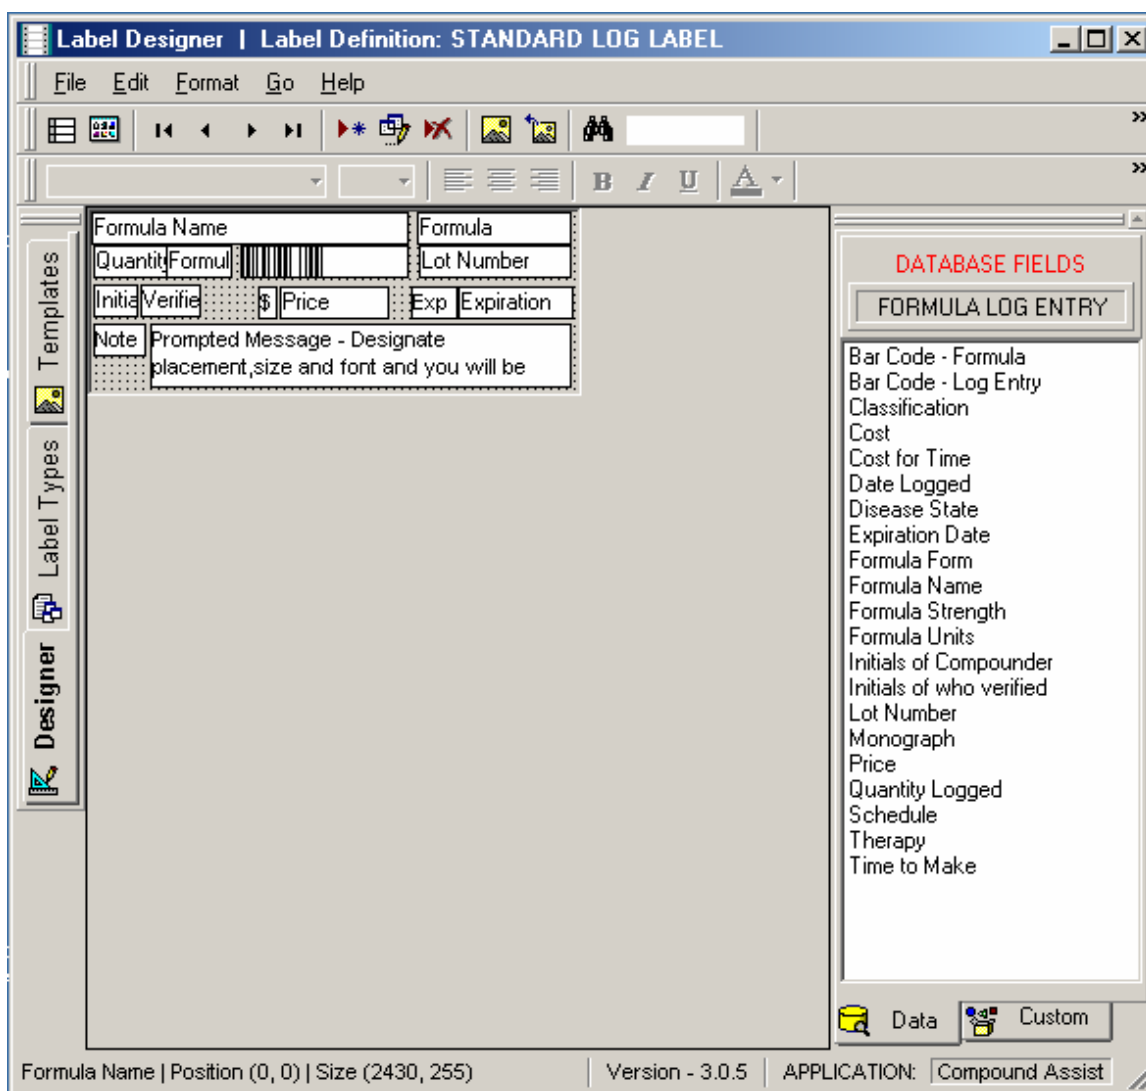 Label Designer | Label Definition: STANDARD LOG LABEL
File Edit Format Go Help
B I U A
Templates
Label Types
Designer
Formula Name Formula
Quantit Formul Lot Number
Initia Verifie $ Price Exp Expiration
Note Prompted Message - Designate
placement,size and font and you will be
DATABASE FIELDS
FORMULA LOG ENTRY
Bar Code - Formula
Bar Code - Log Entry
Classification
Cost
Cost for Time
Date Logged
Disease State
Expiration Date
Formula Form
Formula Name
Formula Strength
Formula Units
Initials of Compounder
Initials of who verified
Lot Number
Monograph
Price
Quantity Logged
Schedule
Therapy
Time to Make
Data Custom
Formula Name | Position (0, 0) | Size (2430, 255) Version - 3.0.5 APPLICATION: Compound Assist